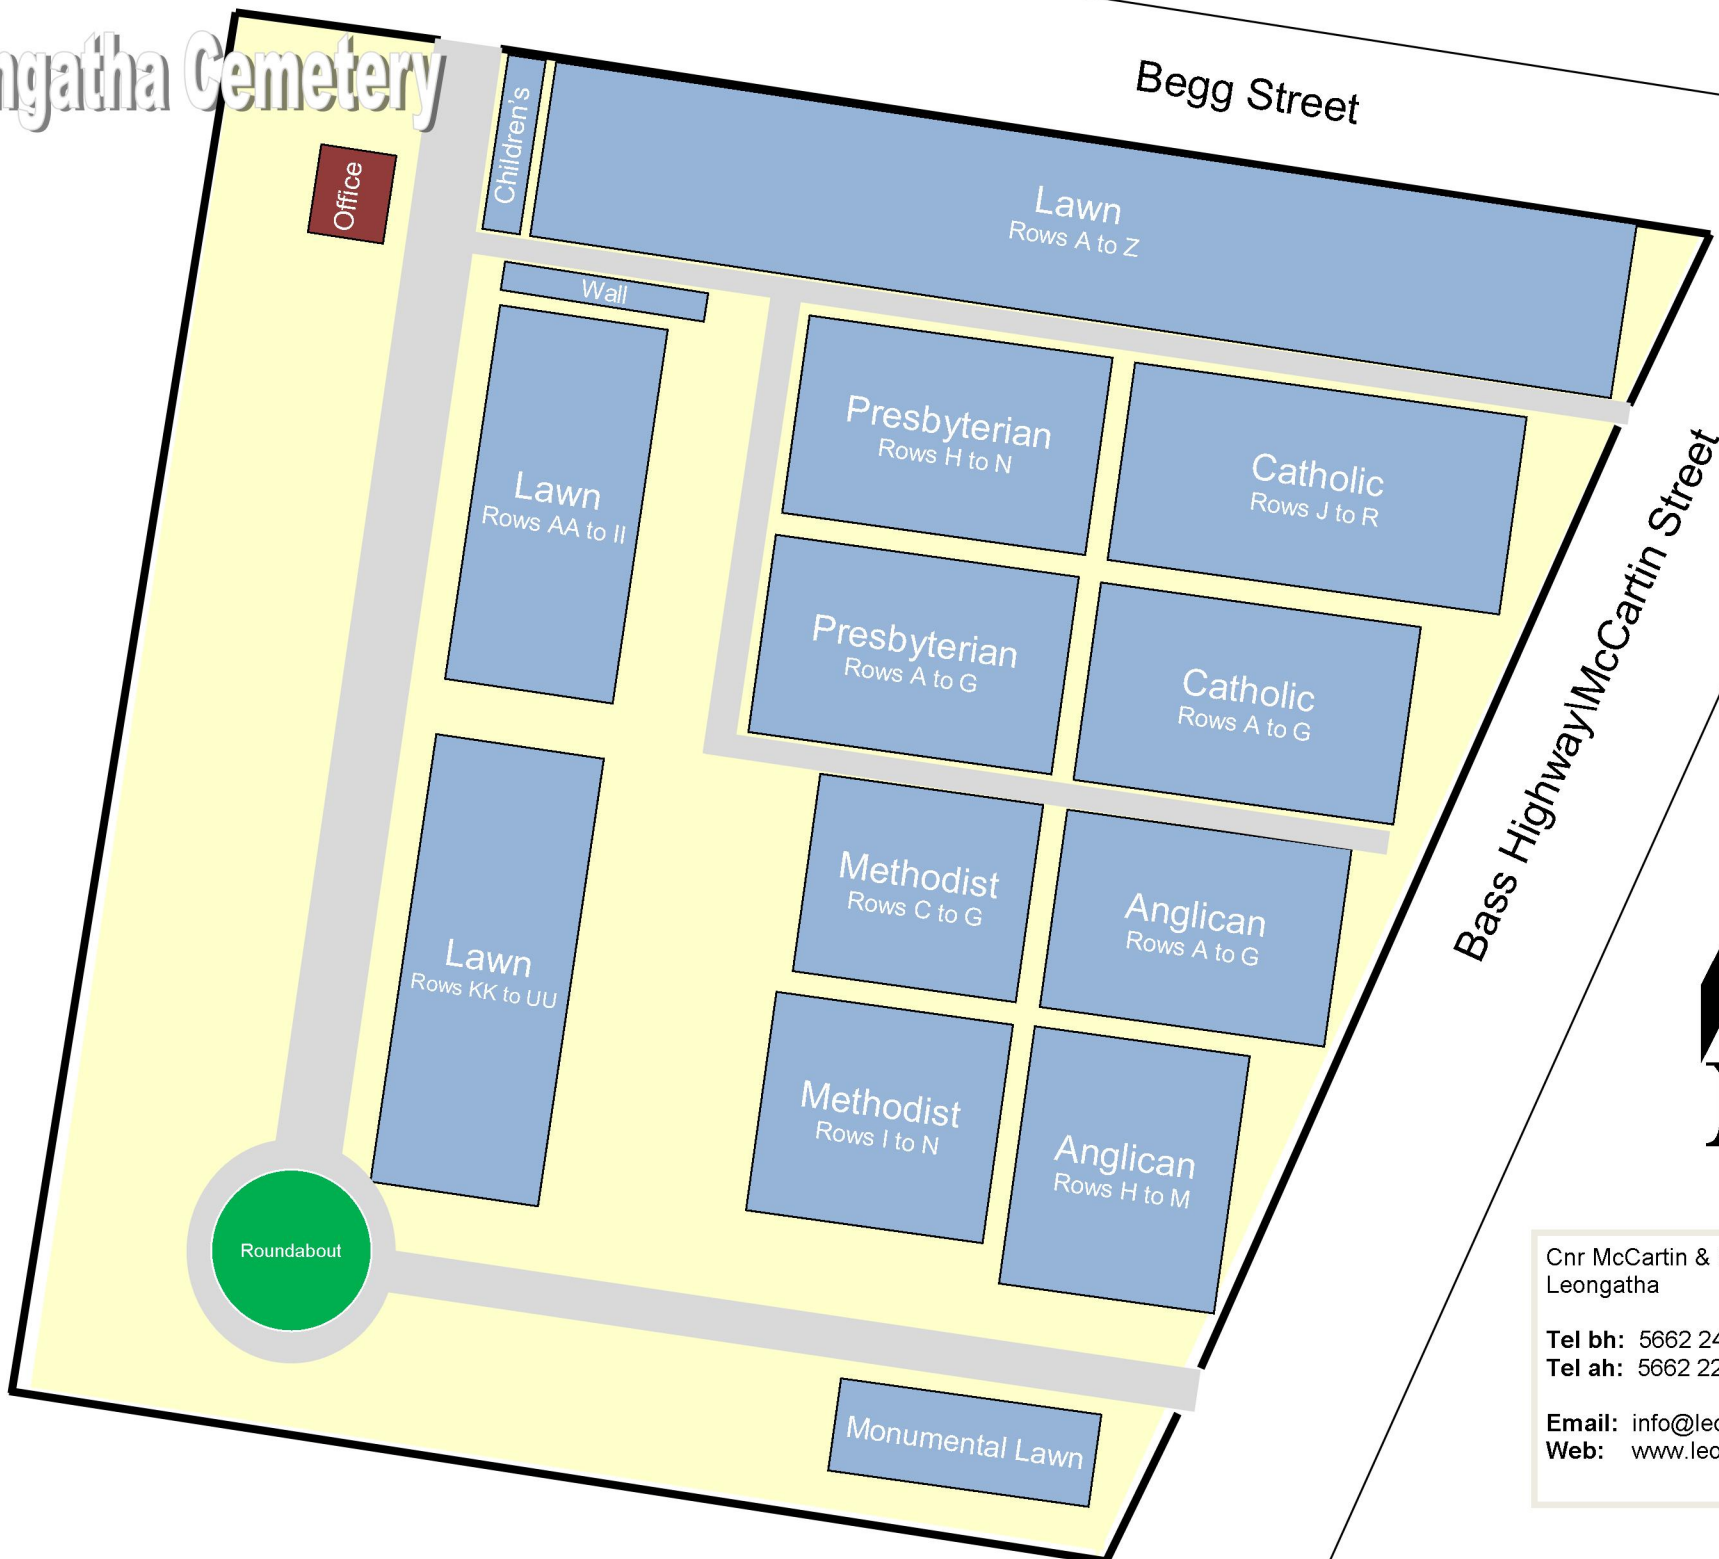 ngatha Cemetery
Begg Street
Children's
Lawn
Rows A to Z
Office
Wall
Presbyterian
Rows H to N
Catholic
Rows J to R
Lawn
Rows AA to II
Bass Highway\McCartin Street
Presbyterian
Rows A to G
Catholic
Rows A to G
Methodist
Rows C to G
Anglican
Rows A to G
Lawn
Rows KK to UU
Methodist
Rows I to N
Anglican
Rows H to M
Roundabout
Monumental Lawn
Cnr McCartin &
Leongatha
Tel bh: 5662 24
Tel ah: 5662 22
Email: info@leo
Web: www.leo